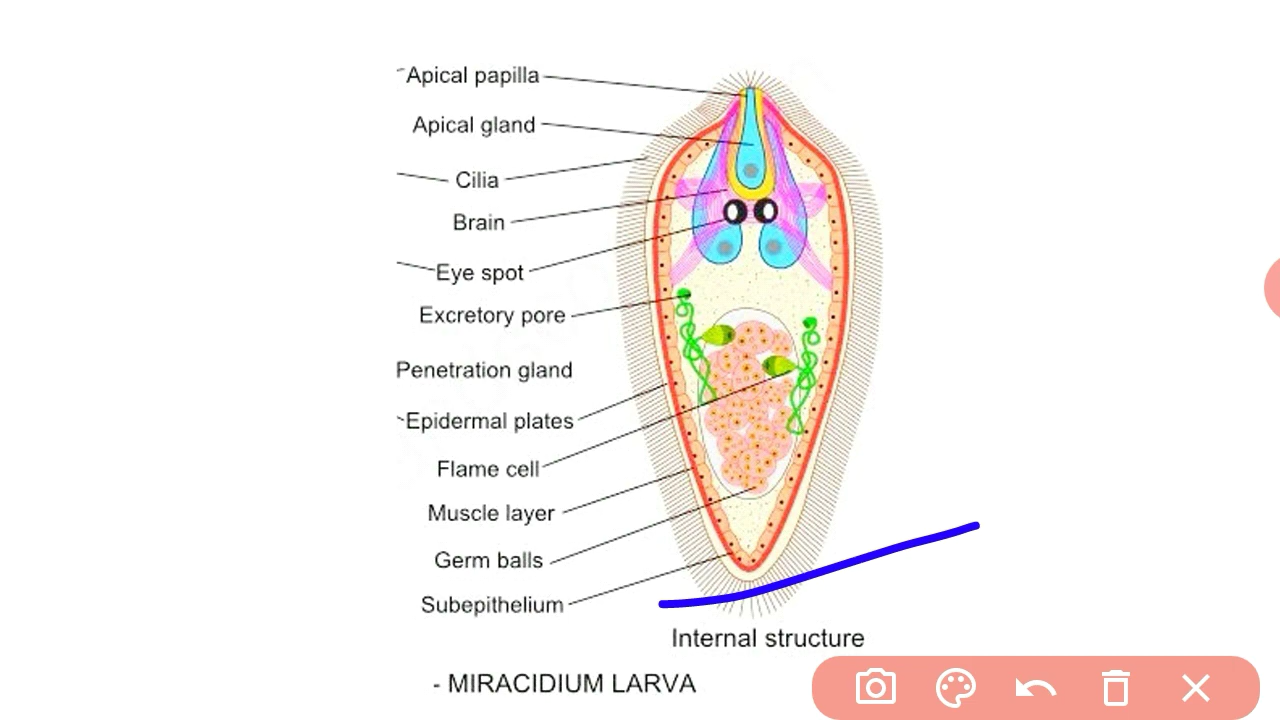 Apical papilla
Apical gland
Cilia
Brain
Eye spot
Excretory pore
Penetration gland
Epidermal plates
Flame cell
Muscle layer
Germ balls
Subepithelium
Internal structure
- MIRACIDIUM LARVA